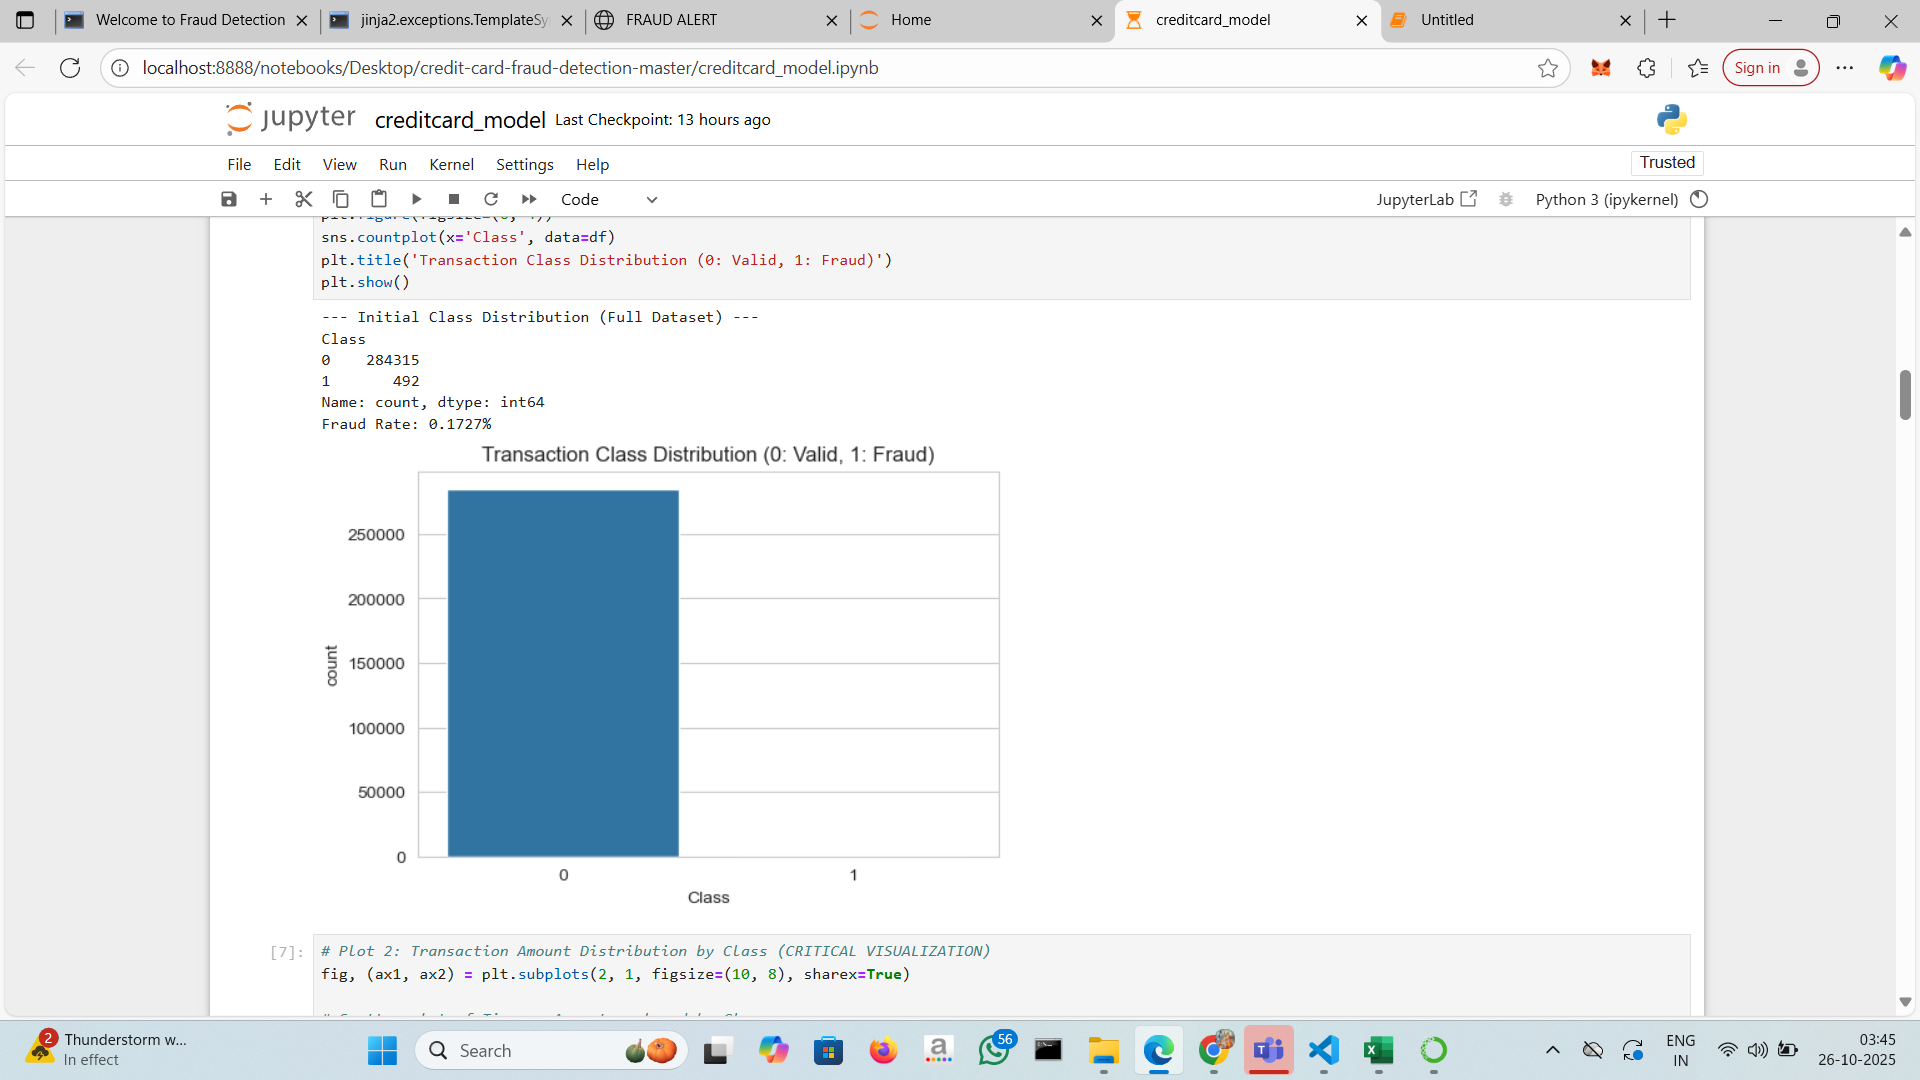 Welcome to Fraud Detection
jinja2.exceptions.TemplateSy
FRAUD ALERT
Home
creditcard_model
Untitled
localhost:8888/notebooks/Desktop/credit-card-fraud-detection-master/creditcard_model.ipynb
Sign in
jupyter creditcard_model Last Checkpoint: 13 hours ago
File Edit View Run Kernel Settings Help
Trusted
Code
JupyterLab
Python 3 (ipykernel)
sns.countplot(x='Class', data=df)
plt.title('Transaction Class Distribution (0: Valid, 1: Fraud)')
plt.show()
--- Initial Class Distribution (Full Dataset) ---
Class
0 284315
1 492
Name: count, dtype: int64
Fraud Rate: 0.1727%
Transaction Class Distribution (0: Valid, 1: Fraud)
250000
200000
150000
100000
50000
0
count
0 1
Class
[7]:
# Plot 2: Transaction Amount Distribution by Class (CRITICAL VISUALIZATION)
fig, (ax1, ax2) = plt.subplots(2, 1, figsize=(10, 8), sharex=True)
2
Thunderstorm w...
In effect
Search
a
56
ENG
IN
03:45
26-10-2025